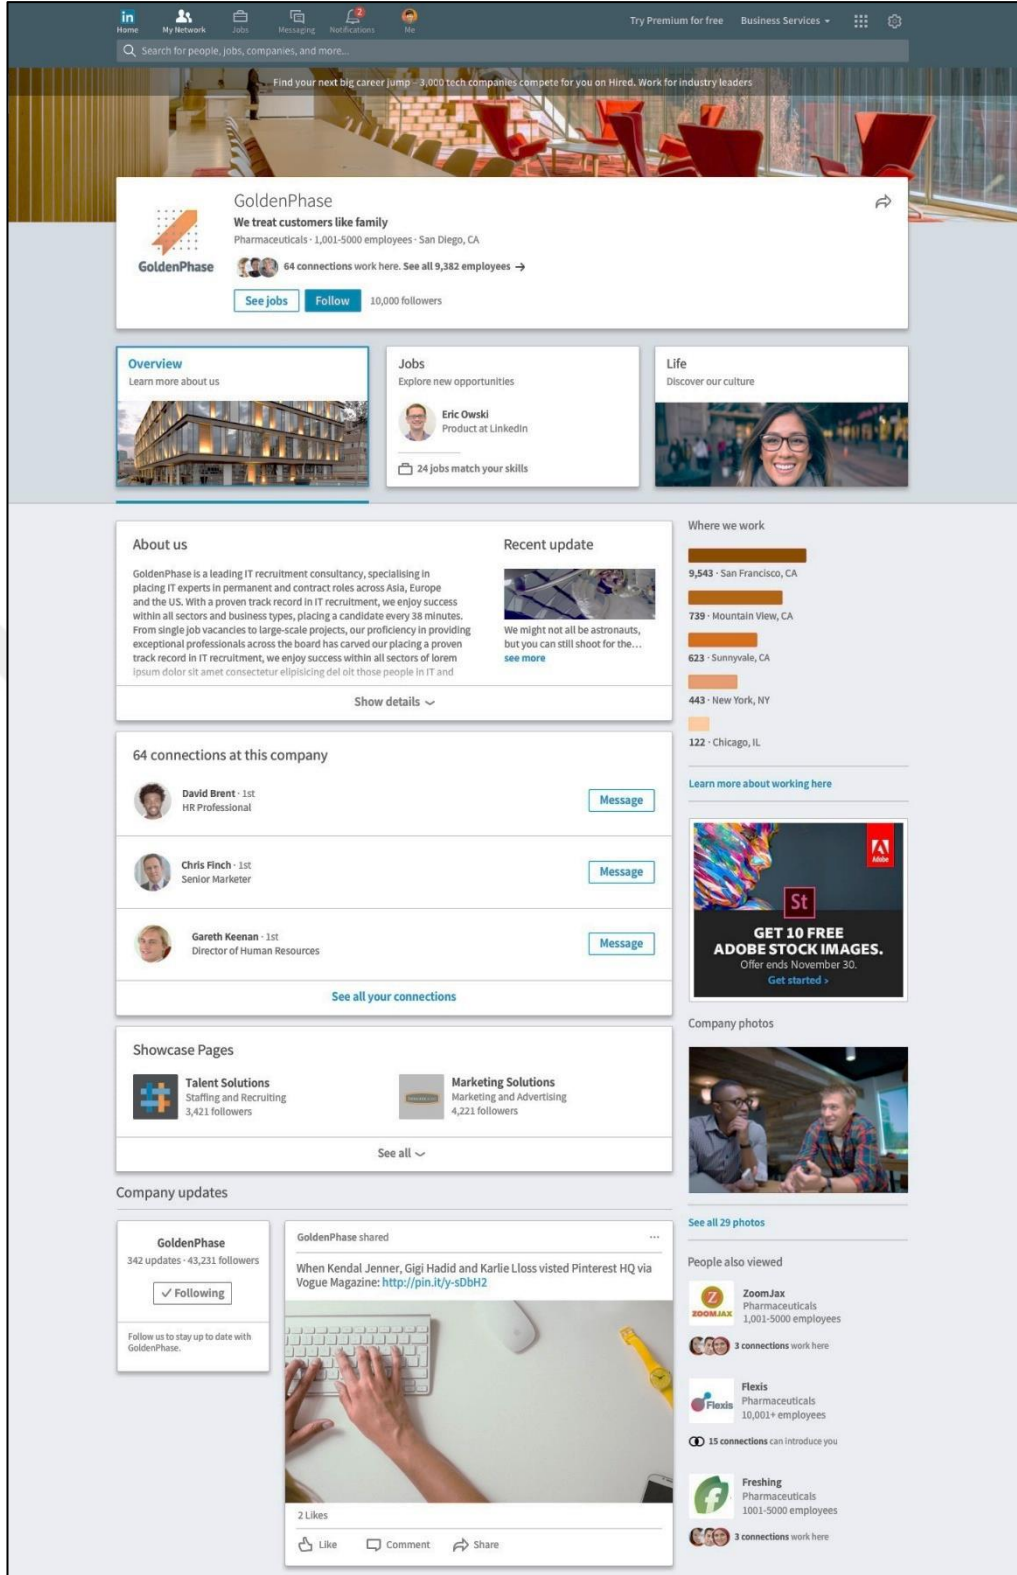 in
2
Home
My Network
Jobs
Messaging
Notifications
Me
Try Premium for free
Business Services
Search for people, jobs, companies, and more...
Find your next big career jump – 3,000 tech companies compete for you on Hired. Work for industry leaders
GoldenPhase
GoldenPhase
We treat customers like family
Pharmaceuticals · 1,001-5000 employees · San Diego, CA
64 connections work here. See all 9,382 employees →
See jobs
Follow
10,000 followers
Overview
Learn more about us
Jobs
Explore new opportunities
Eric Owski
Product at LinkedIn
24 jobs match your skills
Life
Discover our culture
About us
GoldenPhase is a leading IT recruitment consultancy, specialising in
placing IT experts in permanent and contract roles across Asia, Europe
and the US. With a proven track record in IT recruitment, we enjoy success
within all sectors and business types, placing a candidate every 38 minutes.
From single job vacancies to large-scale projects, our proficiency in providing
exceptional professionals across the board has carved our placing a proven
track record in IT recruitment, we enjoy success within all sectors of lorem
ipsum dolor sit amet consectetur elipisicing del oit those people in IT and
Show details
Recent update
We might not all be astronauts,
but you can still shoot for the...
see more
64 connections at this company
David Brent · 1st
HR Professional
Message
Chris Finch · 1st
Senior Marketer
Message
Gareth Keenan · 1st
Director of Human Resources
Message
See all your connections
Showcase Pages
Talent Solutions
Staffing and Recruiting
3,421 followers
Marketing Solutions
Marketing and Advertising
4,221 followers
See all
Company updates
GoldenPhase
342 updates · 43,231 followers
✓ Following
Follow us to stay up to date with
GoldenPhase.
GoldenPhase shared
...
When Kendal Jenner, Gigi Hadid and Karlie Lloss visted Pinterest HQ via
Vogue Magazine: http://pin.it/y-sDbH2
2 Likes
Like
Comment
Share
Where we work
9,543 · San Francisco, CA
739 · Mountain View, CA
623 · Sunnyvale, CA
443 · New York, NY
122 · Chicago, IL
Learn more about working here
Adobe
St
GET 10 FREE
ADOBE STOCK IMAGES.
Offer ends November 30.
Get started ›
Company photos
See all 29 photos
People also viewed
Z
ZOOMJAX
ZoomJax
Pharmaceuticals
1,001-5000 employees
3 connections work here
Flexis
Flexis
Pharmaceuticals
10,001+ employees
15 connections can introduce you
f
Freshing
Pharmaceuticals
1001-5000 employees
3 connections work here